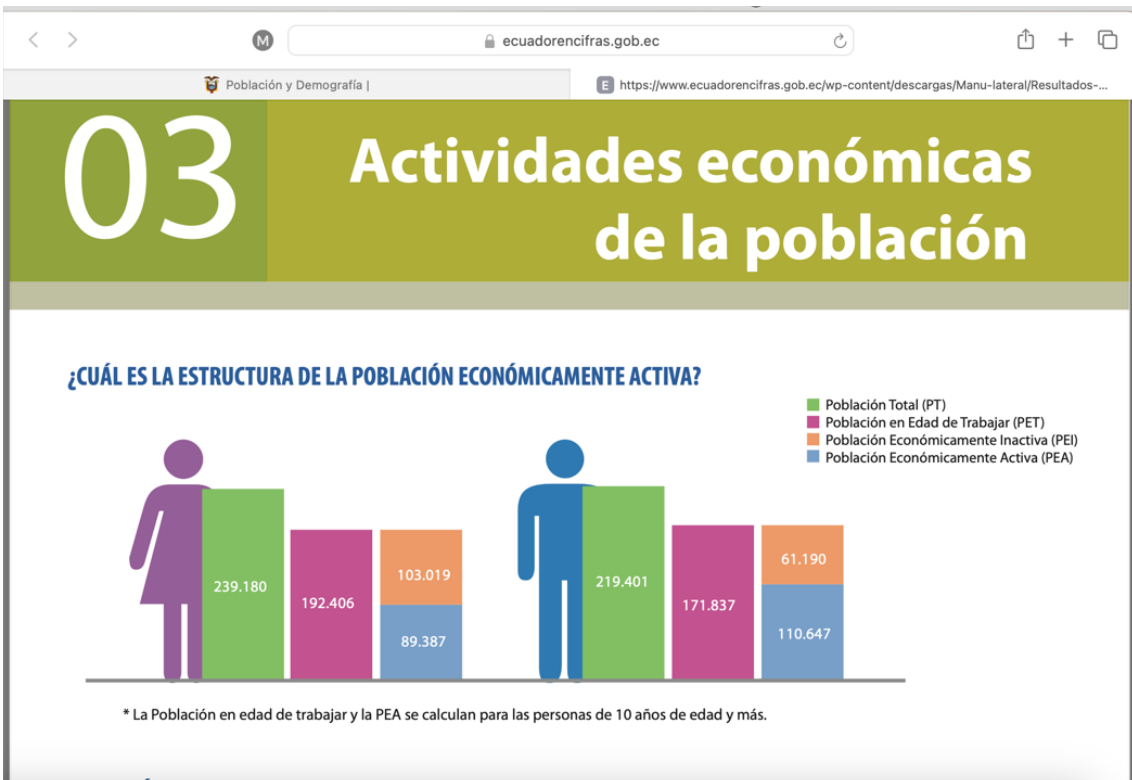 M
ecuadorencifras.gob.ec
Población y Demografía |
E https://www.ecuadorencifras.gob.ec/wp-content/descargas/Manu-lateral/Resultados-...
03
Actividades económicas
de la población
¿CUÁL ES LA ESTRUCTURA DE LA POBLACIÓN ECONÓMICAMENTE ACTIVA?
Población Total (PT)
Población en Edad de Trabajar (PET)
Población Económicamente Inactiva (PEI)
Población Económicamente Activa (PEA)
239.180
192.406
103.019
89.387
219.401
171.837
61.190
110.647
* La Población en edad de trabajar y la PEA se calculan para las personas de 10 años de edad y más.